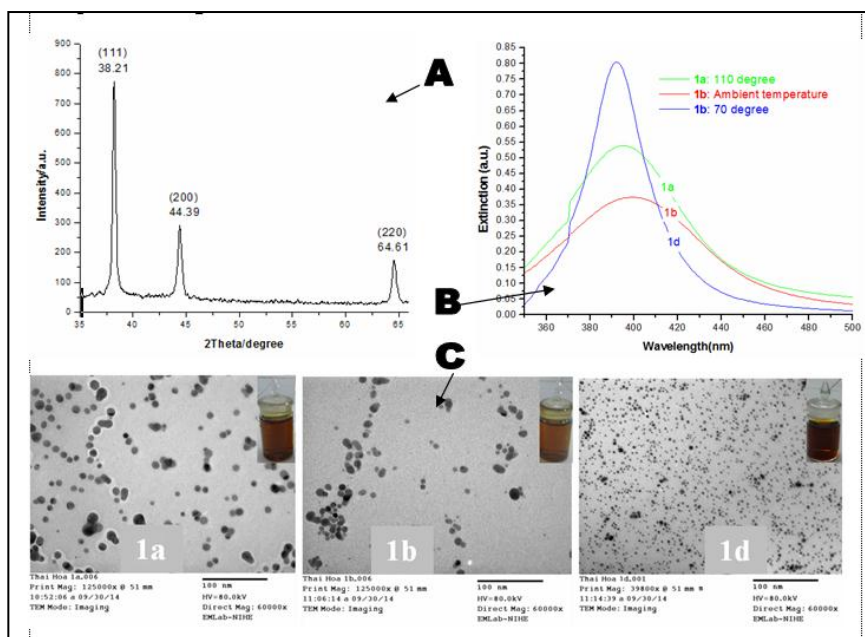 (111)
38.21
(200)
44.39
(220)
64.61
Intensity/a.u.
900
800
700
600
500
400
300
200
100
0
35 40 45 50 55 60 65
2Theta/degree
A
Extinction (a.u.)
0.85
0.80
0.75
0.70
0.65
0.60
0.55
0.50
0.45
0.40
0.35
0.30
0.25
0.20
0.15
0.10
0.05
0.00
1a: 110 degree
1b: Ambient temperature
1b: 70 degree
1a
1b
1d
B
360 380 400 420 440 460 480 500
Wavelength(nm)
C
1a
Thai Hoa 1a.006
Print Mag: 125000x @ 51 mm
10:52:06 a 09/30/14
TEM Mode: Imaging
100 nm
HV=80.0kV
Direct Mag: 60000x
EMLab-NIHE
1b
Thai Hoa 1b.006
Print Mag: 125000x @ 51 mm
11:06:14 a 09/30/14
TEM Mode: Imaging
100 nm
HV=80.0kV
Direct Mag: 60000x
EMLab-NIHE
1d
Thai Hoa 1d.001
Print Mag: 39800x @ 51 mm
11:14:39 a 09/30/14
TEM Mode: Imaging
100 nm
HV=80.0kV
Direct Mag: 60000x
EMLab-NIHE